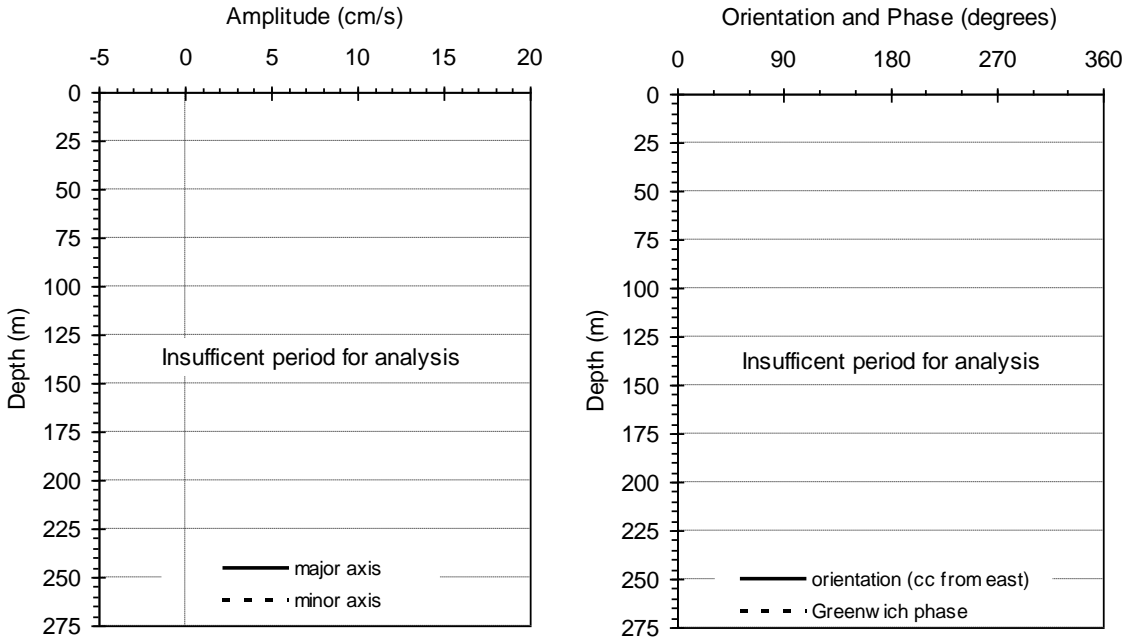 Amplitude (cm/s)
-5 0 5 10 15 20
0
25
50
75
100
125
150
175
200
225
250
275
Depth (m)
Insufficent period for analysis
major axis
minor axis
Orientation and Phase (degrees)
0 90 180 270 360
0
25
50
75
100
125
150
175
200
225
250
275
Depth (m)
Insufficent period for analysis
orientation (cc from east)
Greenwich phase